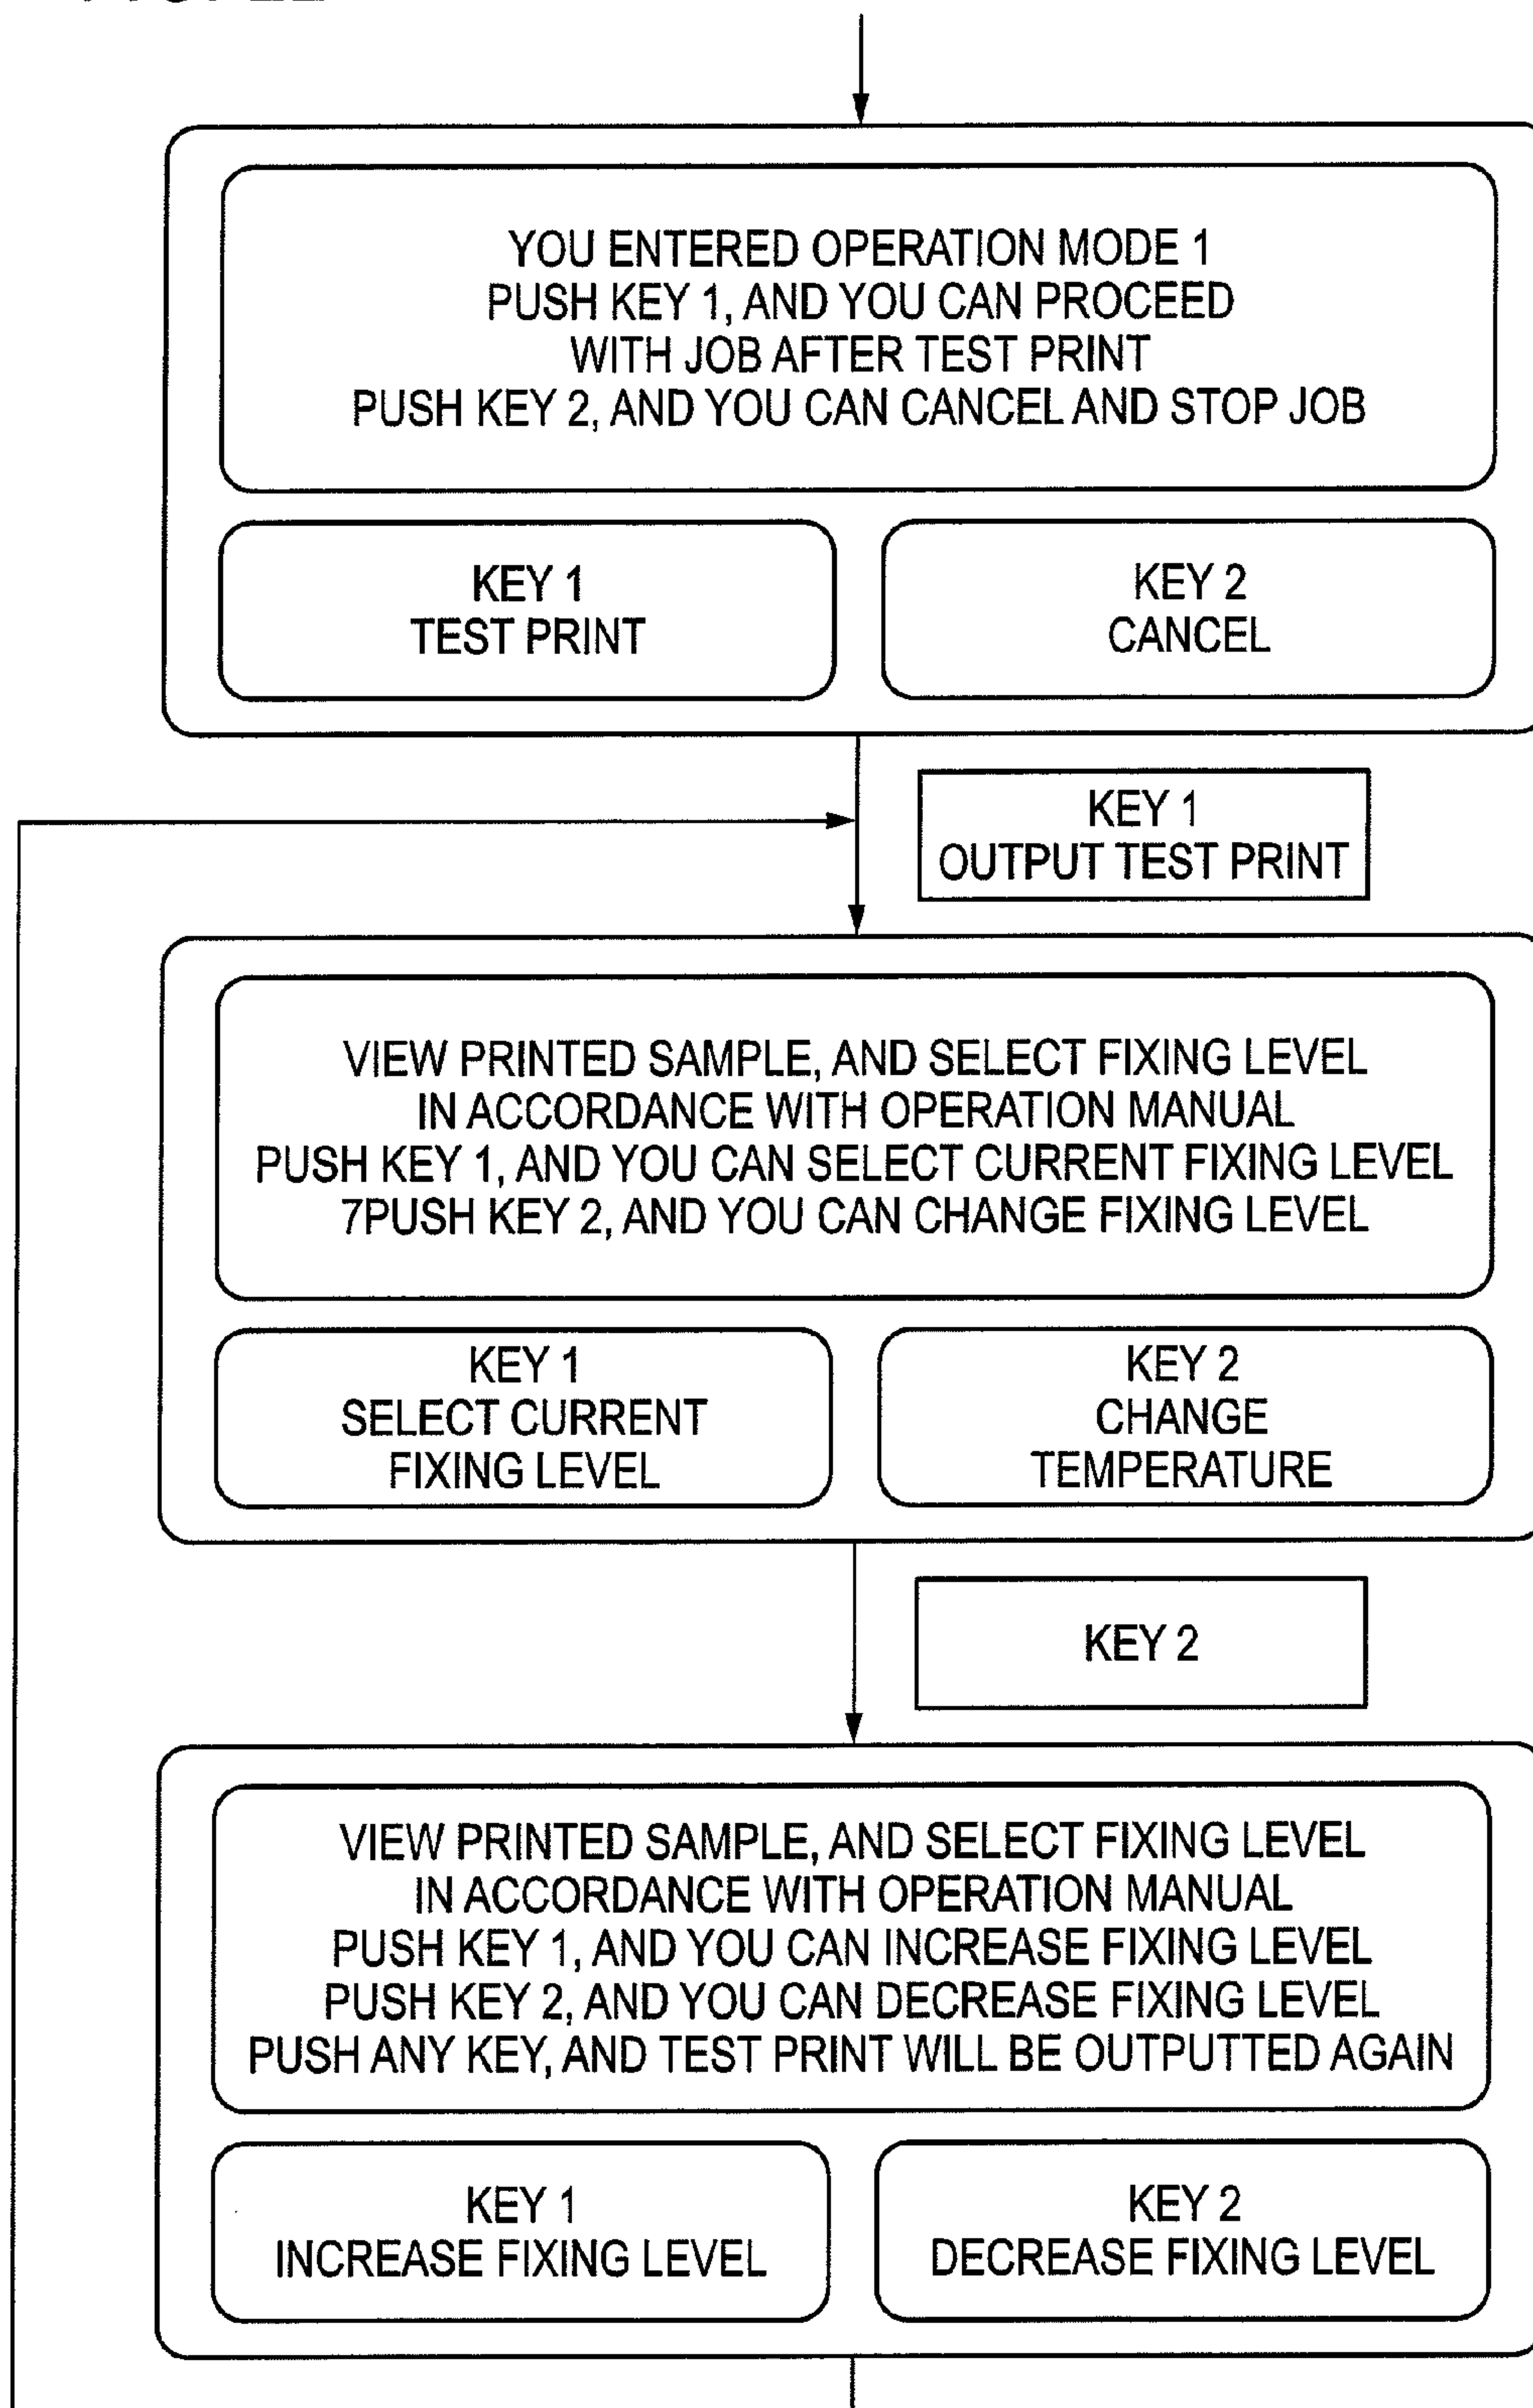 YOU ENTERED OPERATION MODE 1
PUSH KEY 1, AND YOU CAN PROCEED
WITH JOB AFTER TEST PRINT
PUSH KEY 2, AND YOU CAN CANCEL AND STOP JOB
KEY 1
TEST PRINT
KEY 2
CANCEL
KEY 1
OUTPUT TEST PRINT
VIEW PRINTED SAMPLE, AND SELECT FIXING LEVEL
IN ACCORDANCE WITH OPERATION MANUAL
PUSH KEY 1, AND YOU CAN SELECT CURRENT FIXING LEVEL
7PUSH KEY 2, AND YOU CAN CHANGE FIXING LEVEL
KEY 1
SELECT CURRENT
FIXING LEVEL
KEY 2
CHANGE
TEMPERATURE
KEY 2
VIEW PRINTED SAMPLE, AND SELECT FIXING LEVEL
IN ACCORDANCE WITH OPERATION MANUAL
PUSH KEY 1, AND YOU CAN INCREASE FIXING LEVEL
PUSH KEY 2, AND YOU CAN DECREASE FIXING LEVEL
PUSH ANY KEY, AND TEST PRINT WILL BE OUTPUTTED AGAIN
KEY 1
INCREASE FIXING LEVEL
KEY 2
DECREASE FIXING LEVEL